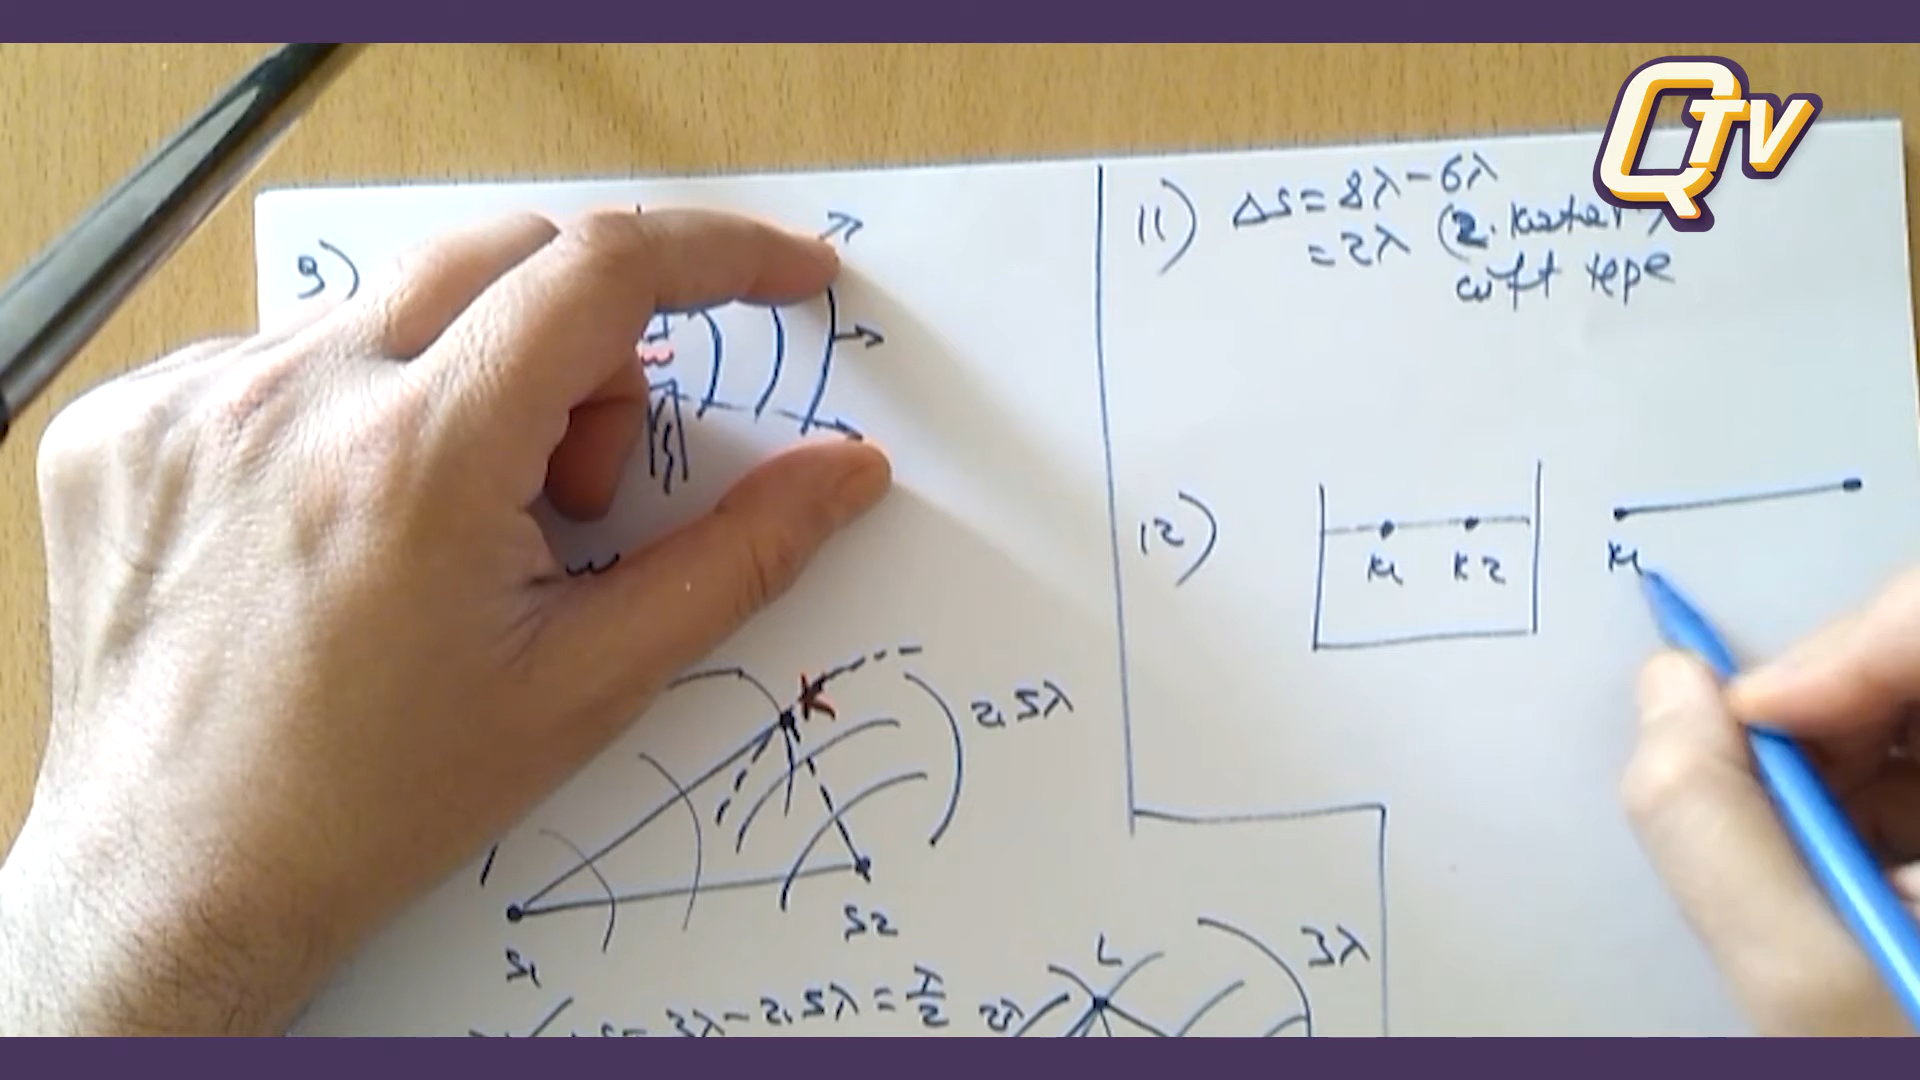 QTV
9)
11) ΔS = 8λ - 6λ
= 2λ (2. katar)
çift tepe
12)
K1 K2
K1
K
2,5λ
S1
S2
3λ - 2,5λ = λ/2
L
3λ